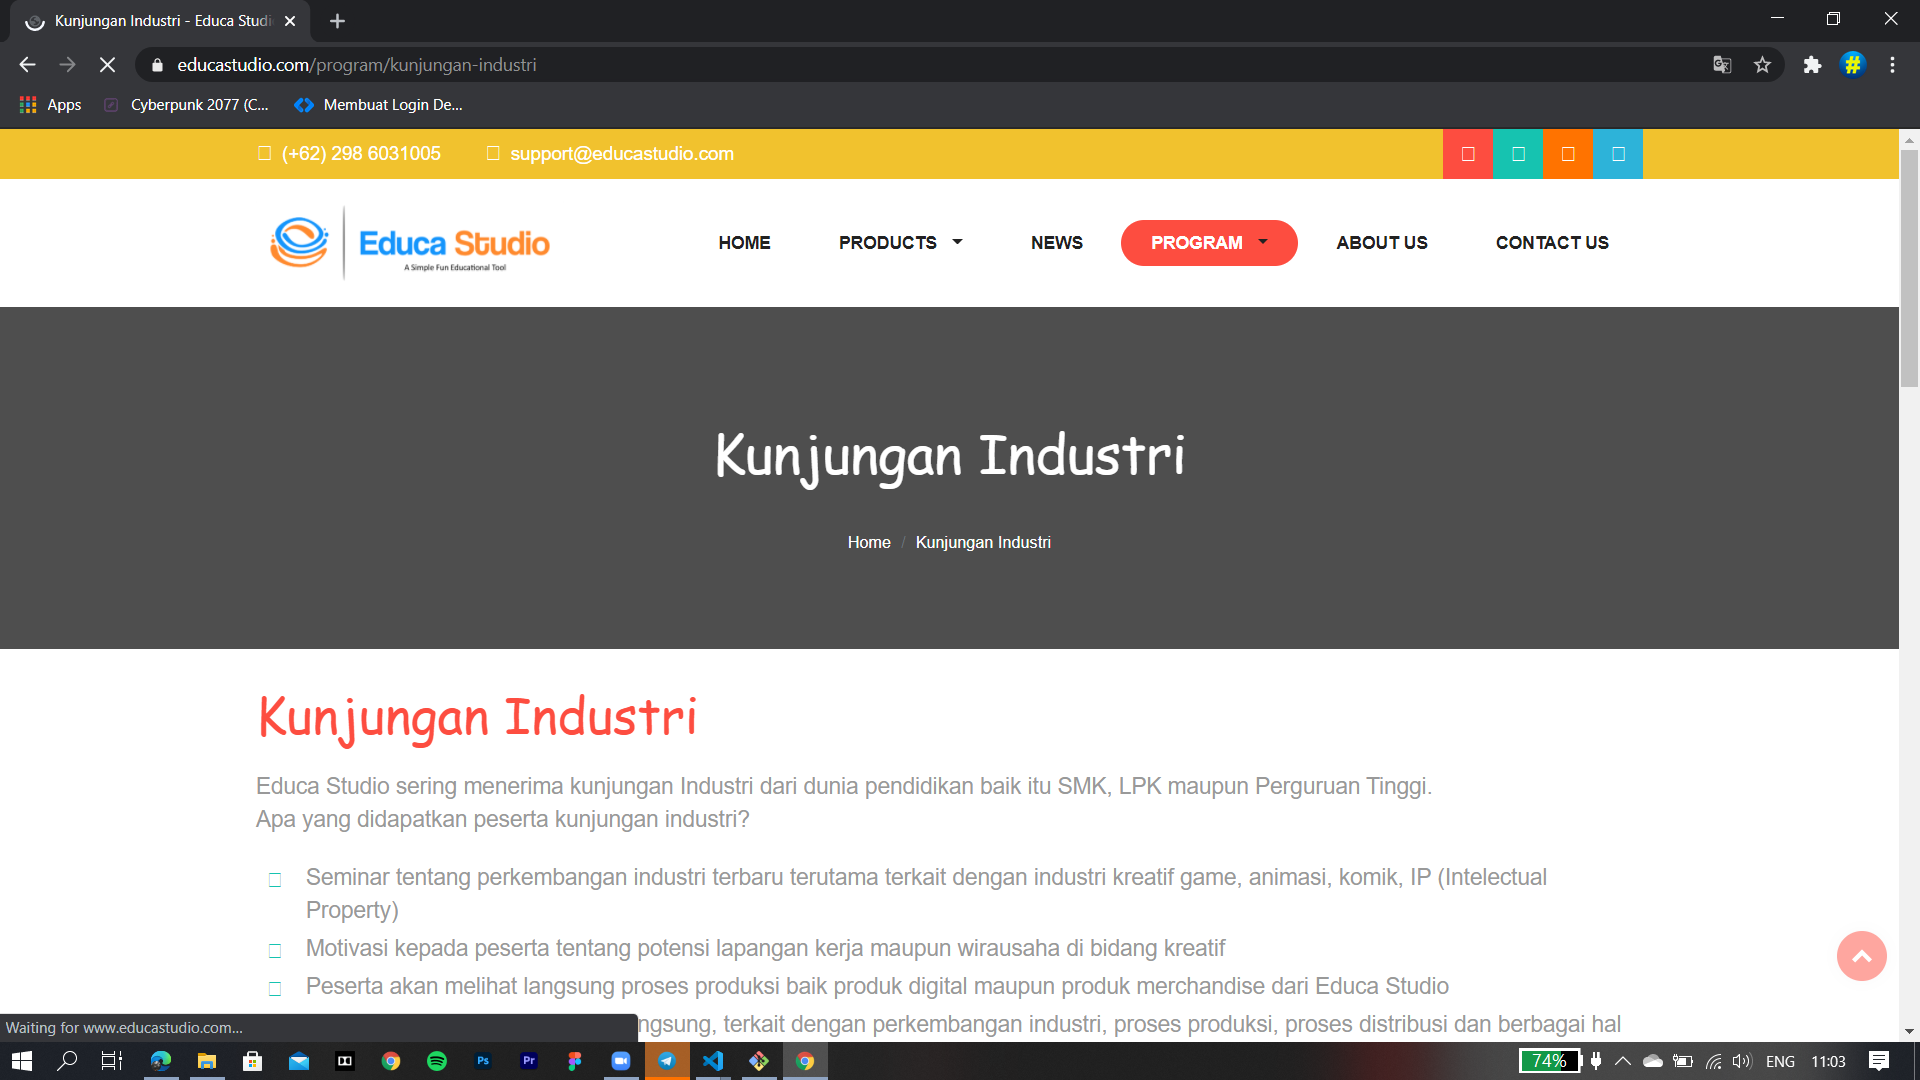 Kunjungan Industri - Educa Studi
educastudio.com/program/kunjungan-industri
Apps
Cyberpunk 2077 (C...
Membuat Login De...
(+62) 298 6031005
support@educastudio.com
Educa Studio
A Simple Fun Educational Tool
HOME
PRODUCTS
NEWS
PROGRAM
ABOUT US
CONTACT US
Kunjungan Industri
Home / Kunjungan Industri
Kunjungan Industri
Educa Studio sering menerima kunjungan Industri dari dunia pendidikan baik itu SMK, LPK maupun Perguruan Tinggi.
Apa yang didapatkan peserta kunjungan industri?
Seminar tentang perkembangan industri terbaru terutama terkait dengan industri kreatif game, animasi, komik, IP (Intelectual
Property)
Motivasi kepada peserta tentang potensi lapangan kerja maupun wirausaha di bidang kreatif
Peserta akan melihat langsung proses produksi baik produk digital maupun produk merchandise dari Educa Studio
ngsung, terkait dengan perkembangan industri, proses produksi, proses distribusi dan berbagai hal
Waiting for www.educastudio.com...
Ps
Pr
74%
ENG
11:03